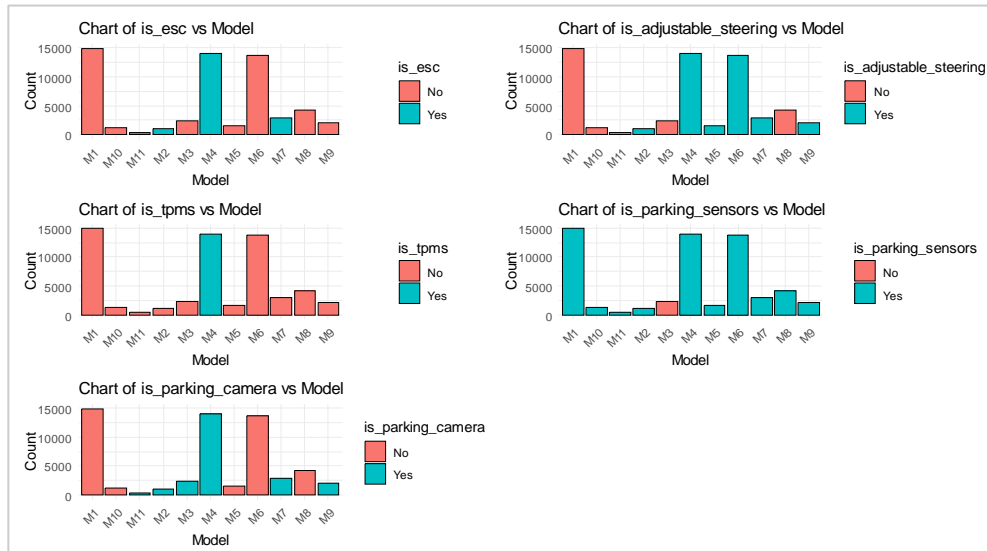 Chart of is_esc vs Model
15000
10000
5000
0
Count
M1 M10 M11 M2 M3 M4 M5 M6 M7 M8 M9
Model
is_esc
No
Yes
Chart of is_adjustable_steering vs Model
15000
10000
5000
0
Count
M1 M10 M11 M2 M3 M4 M5 M6 M7 M8 M9
Model
is_adjustable_steering
No
Yes
Chart of is_tpms vs Model
15000
10000
5000
0
Count
M1 M10 M11 M2 M3 M4 M5 M6 M7 M8 M9
Model
is_tpms
No
Yes
Chart of is_parking_sensors vs Model
15000
10000
5000
0
Count
M1 M10 M11 M2 M3 M4 M5 M6 M7 M8 M9
Model
is_parking_sensors
No
Yes
Chart of is_parking_camera vs Model
15000
10000
5000
0
Count
M1 M10 M11 M2 M3 M4 M5 M6 M7 M8 M9
Model
is_parking_camera
No
Yes